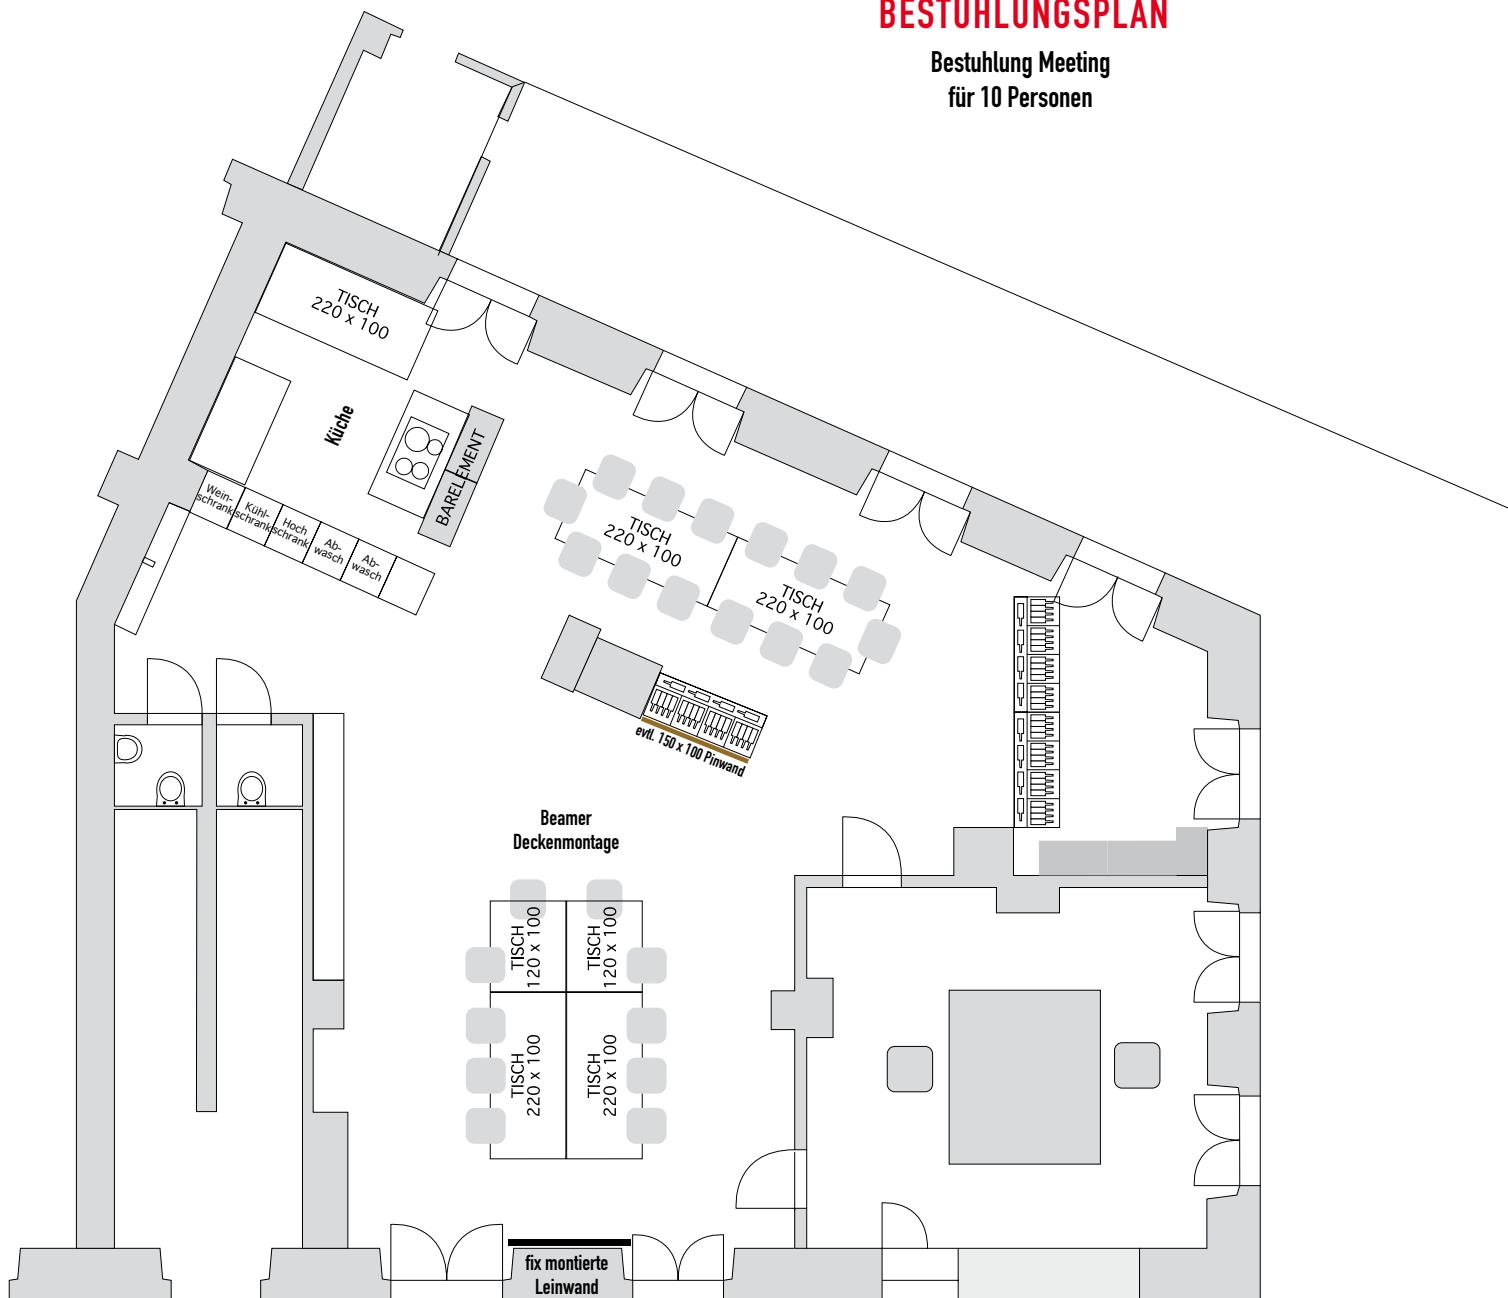 BESTUHLUNGSPLAN
Bestuhlung Meeting
für 10 Personen
TISCH
220 x 100
Küche
BARELEMENT
Wein-
schrank
Kühl-
schrank
Hoch
schrank
Ab-
wasch
Ab-
wasch
TISCH
220 x 100
TISCH
220 x 100
evtl. 150 x 100 Pinwand
Beamer
Deckenmontage
TISCH
120 x 100
TISCH
120 x 100
TISCH
220 x 100
TISCH
220 x 100
fix montierte
Leinwand